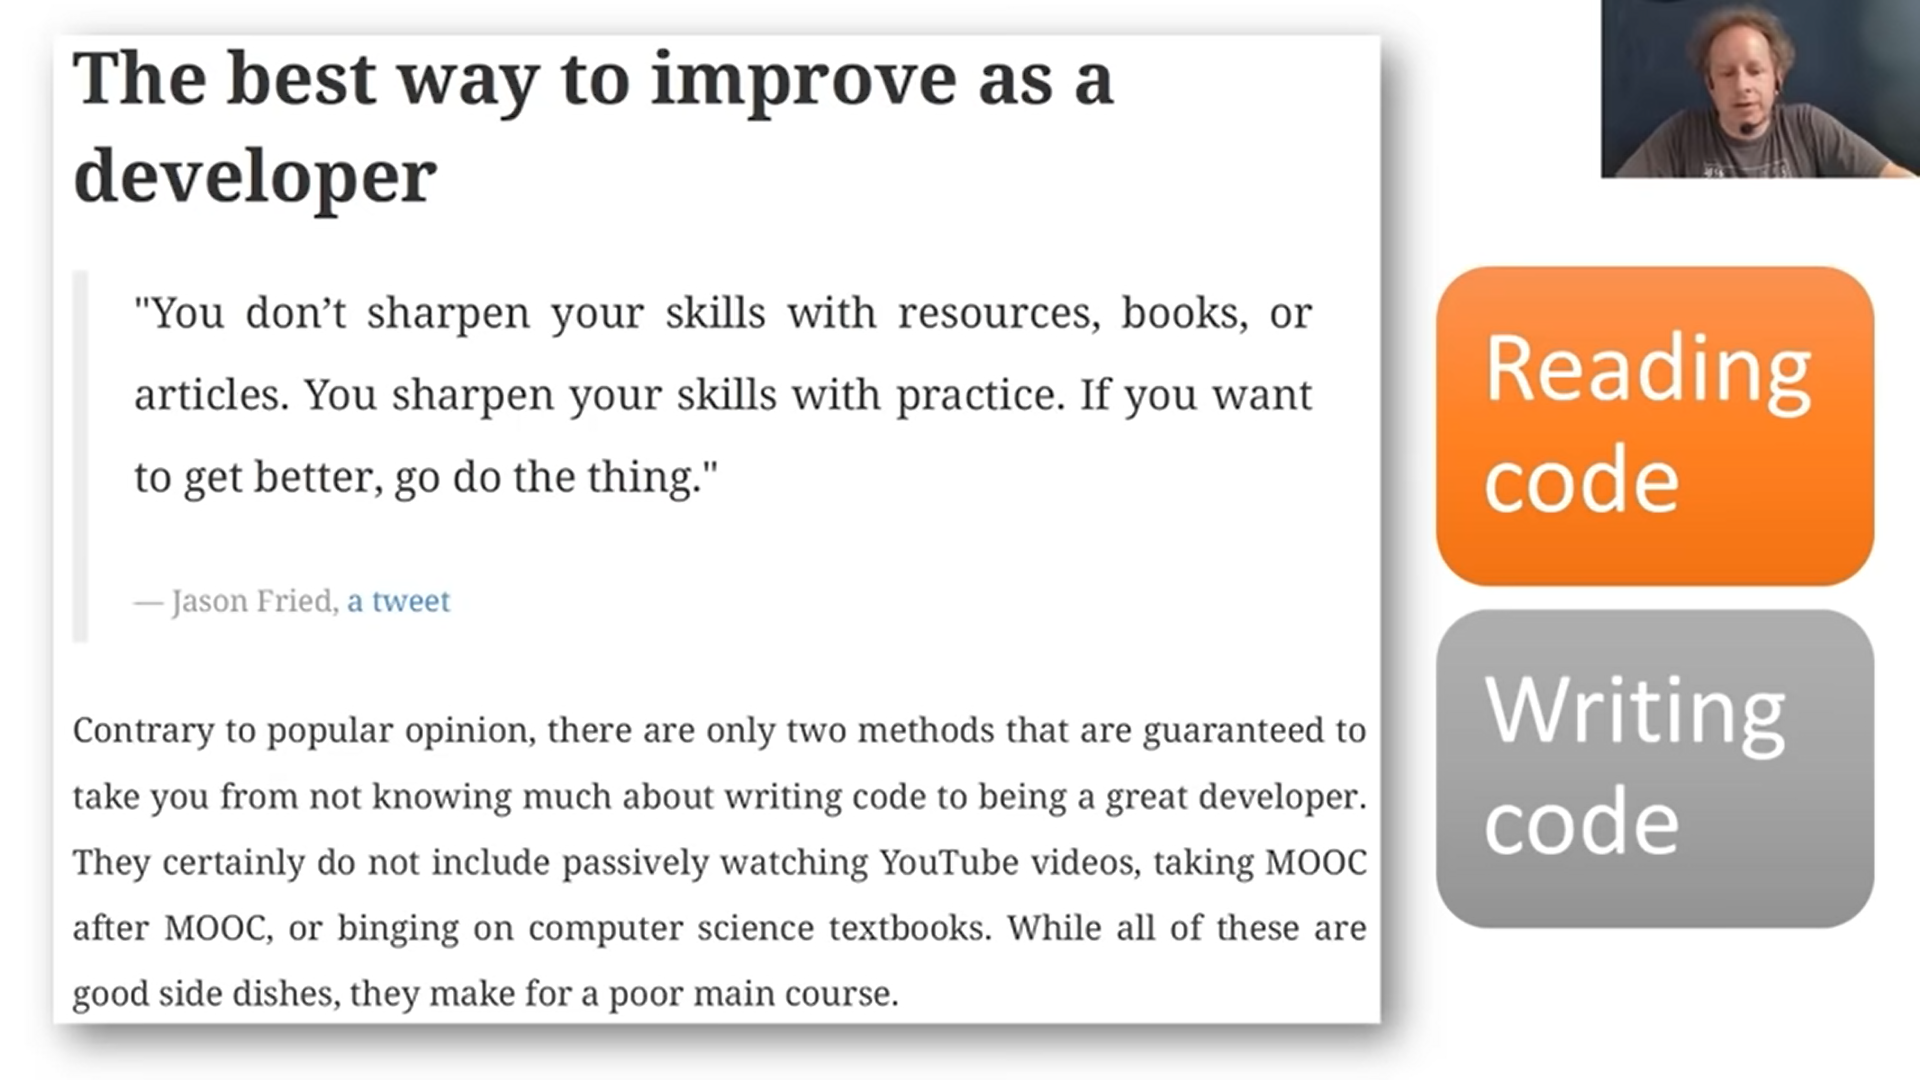 The best way to improve as a
developer
"You don’t sharpen your skills with resources, books, or
articles. You sharpen your skills with practice. If you want
to get better, go do the thing."
— Jason Fried, a tweet
Contrary to popular opinion, there are only two methods that are guaranteed to
take you from not knowing much about writing code to being a great developer.
They certainly do not include passively watching YouTube videos, taking MOOC
after MOOC, or binging on computer science textbooks. While all of these are
good side dishes, they make for a poor main course.
Reading
code
Writing
code